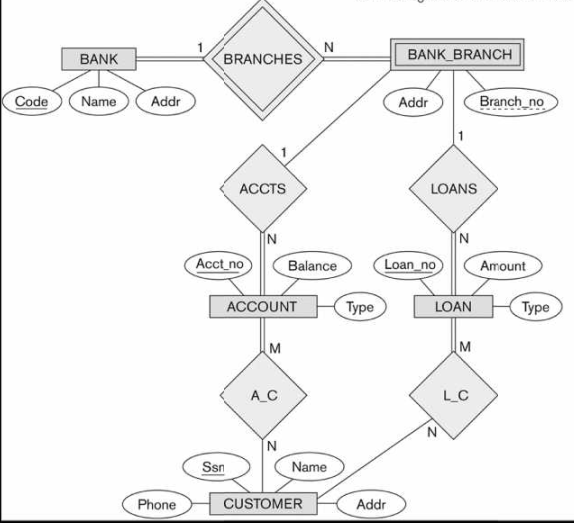 1
N
BANK
BRANCHES
BANK_BRANCH
Code
Name
Addr
Addr
Branch_no
1
1
ACCTS
LOANS
N
N
Acct_no
Balance
Loan_no
Amount
ACCOUNT
Type
LOAN
Type
M
M
A_C
L_C
N
N
Ssn
Name
Phone
CUSTOMER
Addr